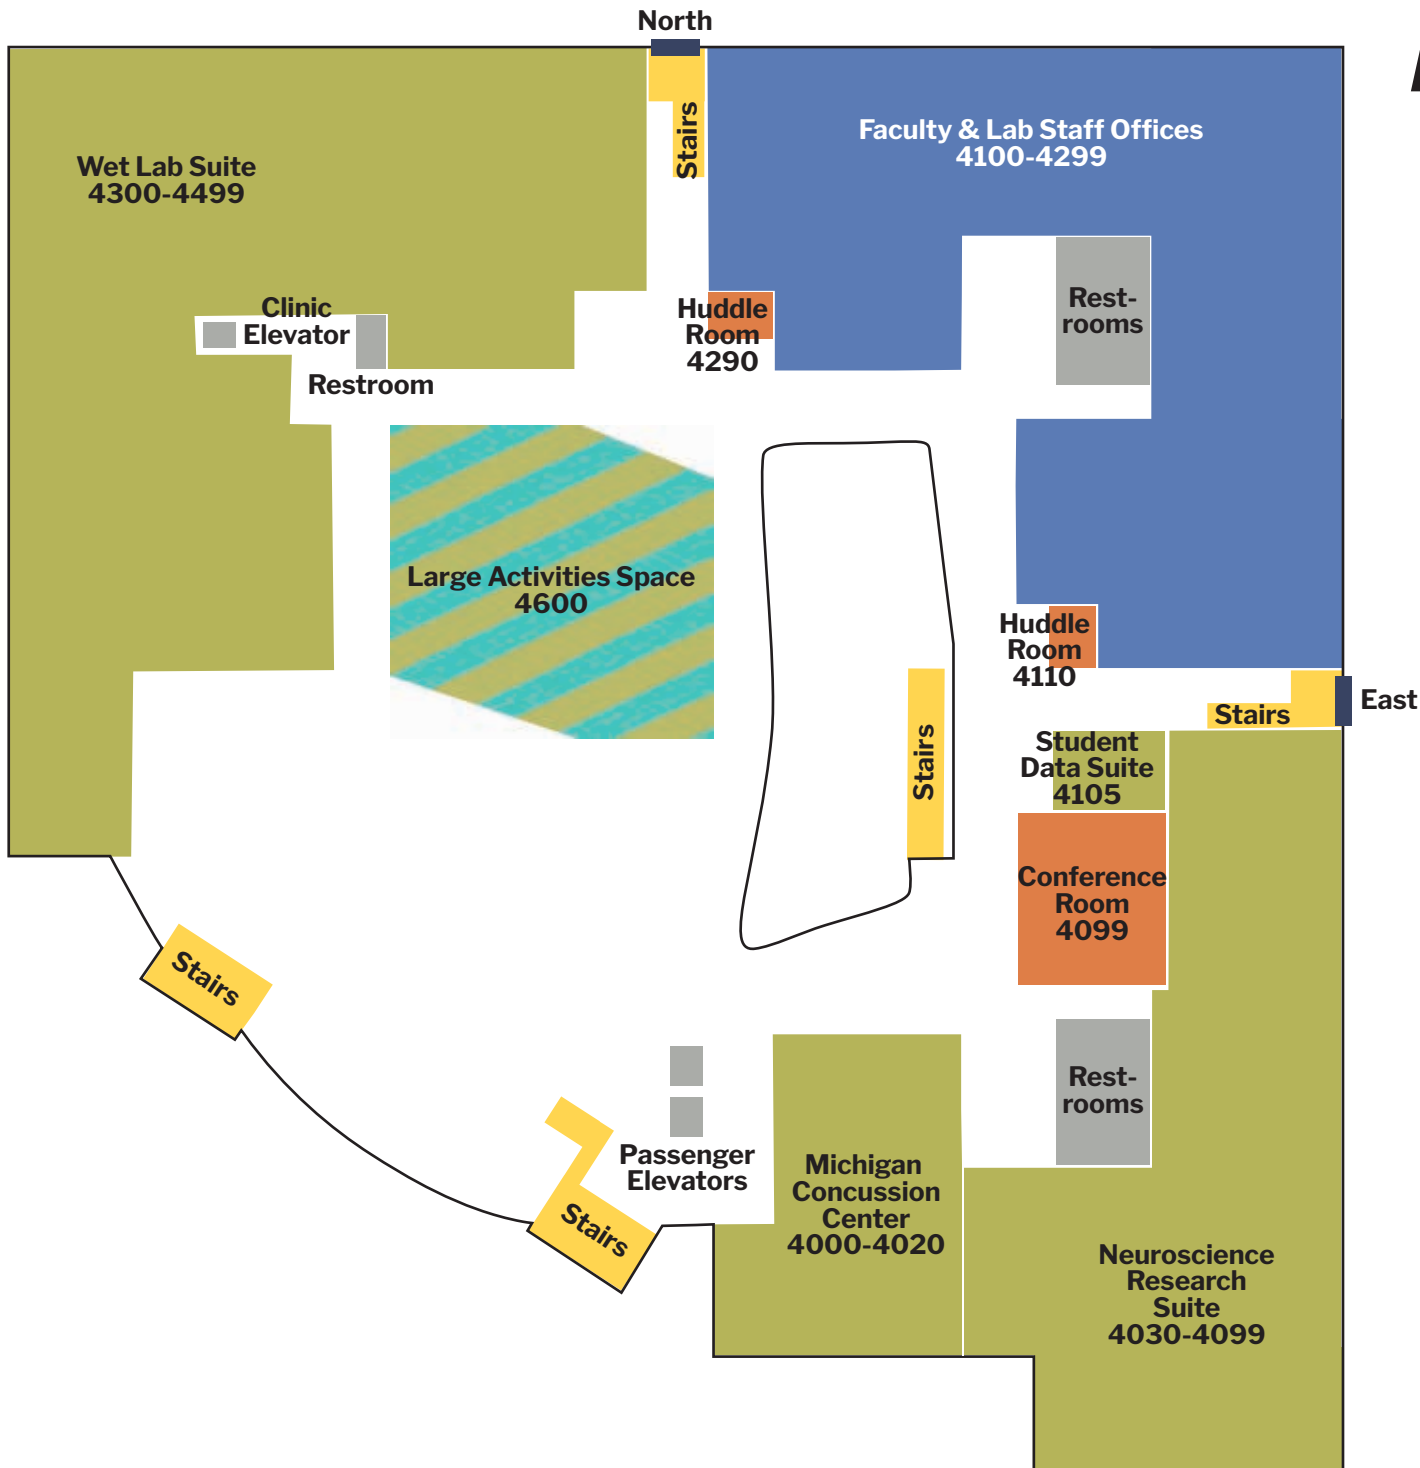 North
Stairs
Faculty & Lab Staff Offices
4100-4299
Wet Lab Suite
4300-4499
Clinic
Elevator
Restroom
Huddle
Room
4290
Rest-
rooms
Large Activities Space
4600
Huddle
Room
4110
East
Stairs
Stairs
Student
Data Suite
4105
Conference
Room
4099
Stairs
Rest-
rooms
Passenger
Elevators
Stairs
Michigan
Concussion
Center
4000-4020
Neuroscience
Research
Suite
4030-4099